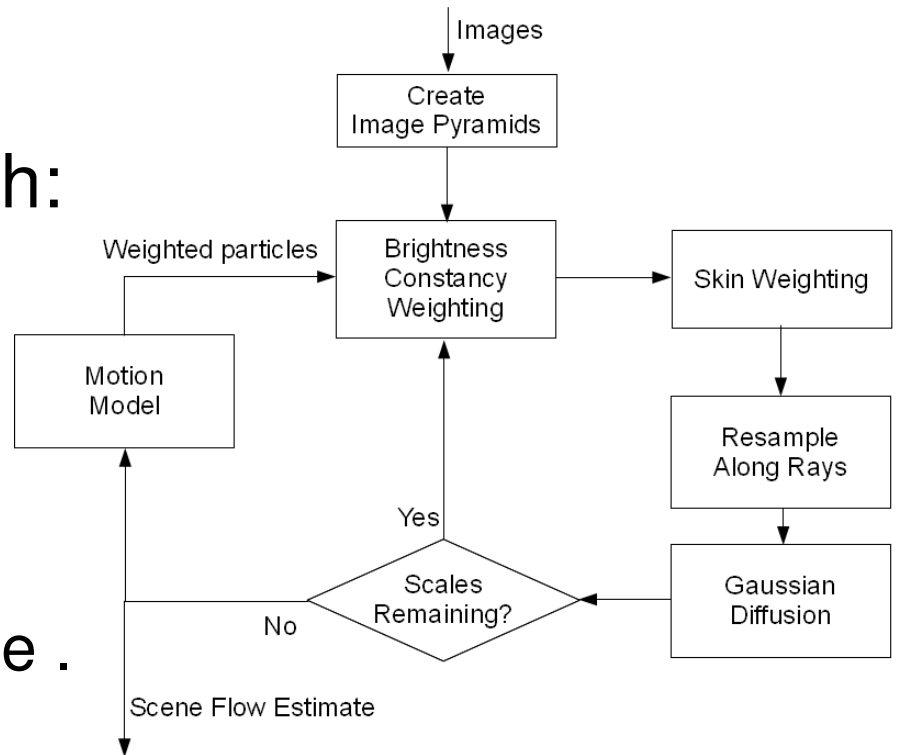 Images
Create
Image Pyramids
h:
Weighted particles
Brightness
Constancy
Weighting
Skin Weighting
Motion
Model
Resample
Along Rays
Yes
Scales
Remaining?
Gaussian
Diffusion
No
e .
Scene Flow Estimate